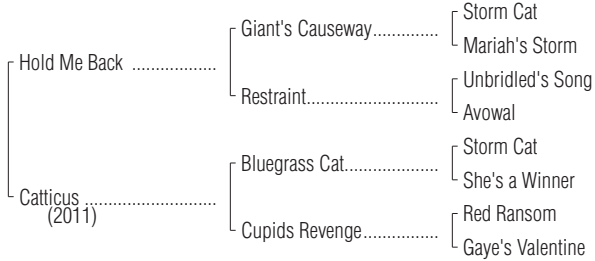 Storm Cat
Giant's Causeway..............
Mariah's Storm
Hold Me Back ..................
Unbridled's Song
Restraint............................
Avowal
Storm Cat
Bluegrass Cat....................
She's a Winner
Catticus ............................
(2011)
Red Ransom
Cupids Revenge................
Gaye's Valentine